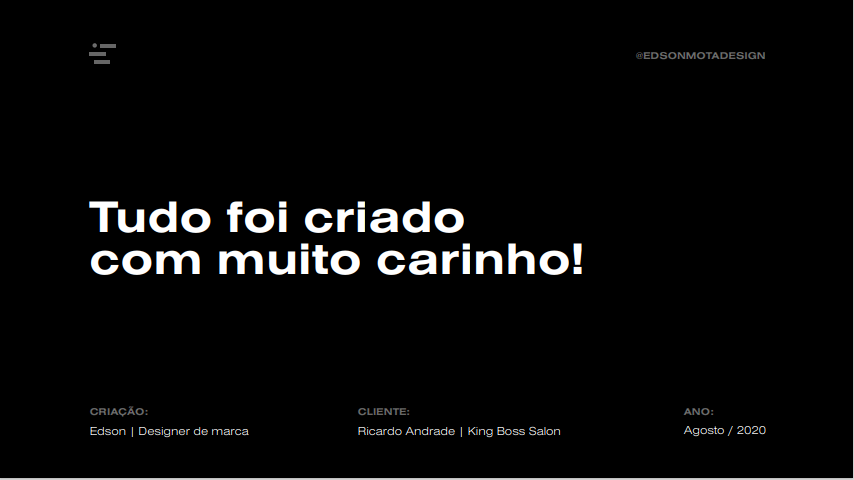 @EDSONMOTADESIGN
Tudo foi criado
com muito carinho!
CRIAÇÃO:
Edson | Designer de marca
CLIENTE:
Ricardo Andrade | King Boss Salon
ANO:
Agosto / 2020